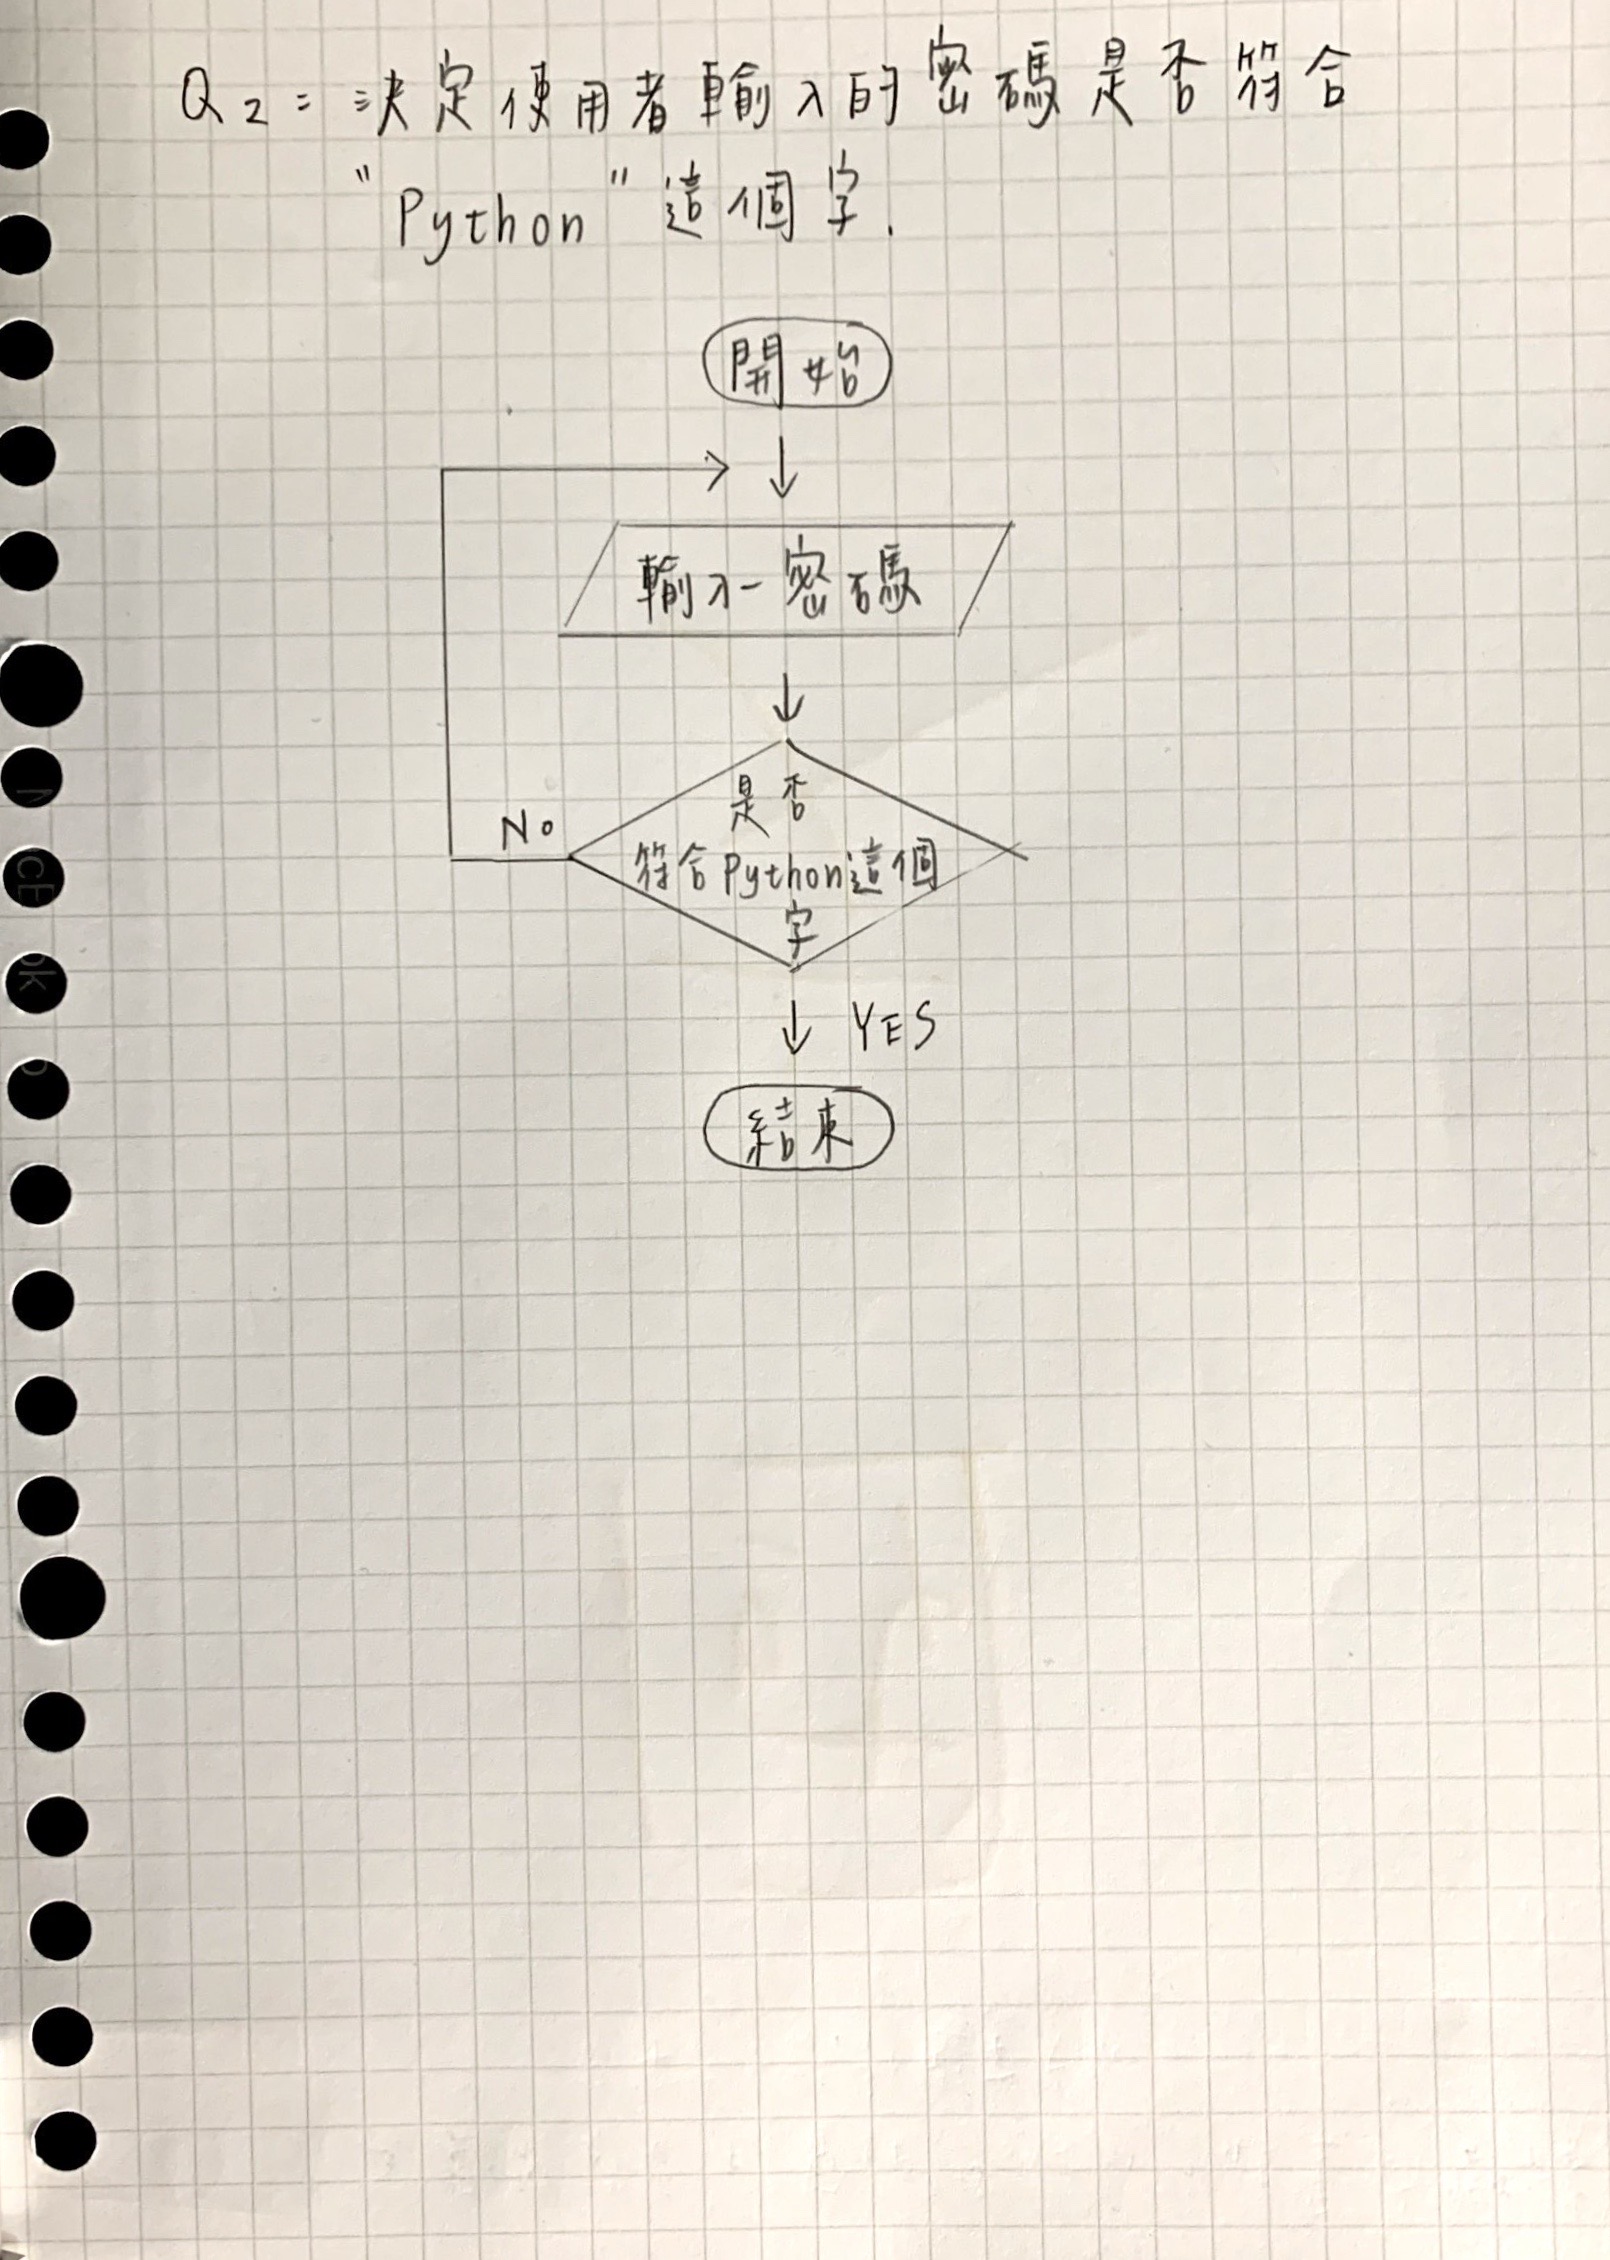 Q2：決定使用者輸入的密碼是否符合
"Python"這個字.
開始
輸入一密碼
是否
No
符合Python這個
字
YES
結束